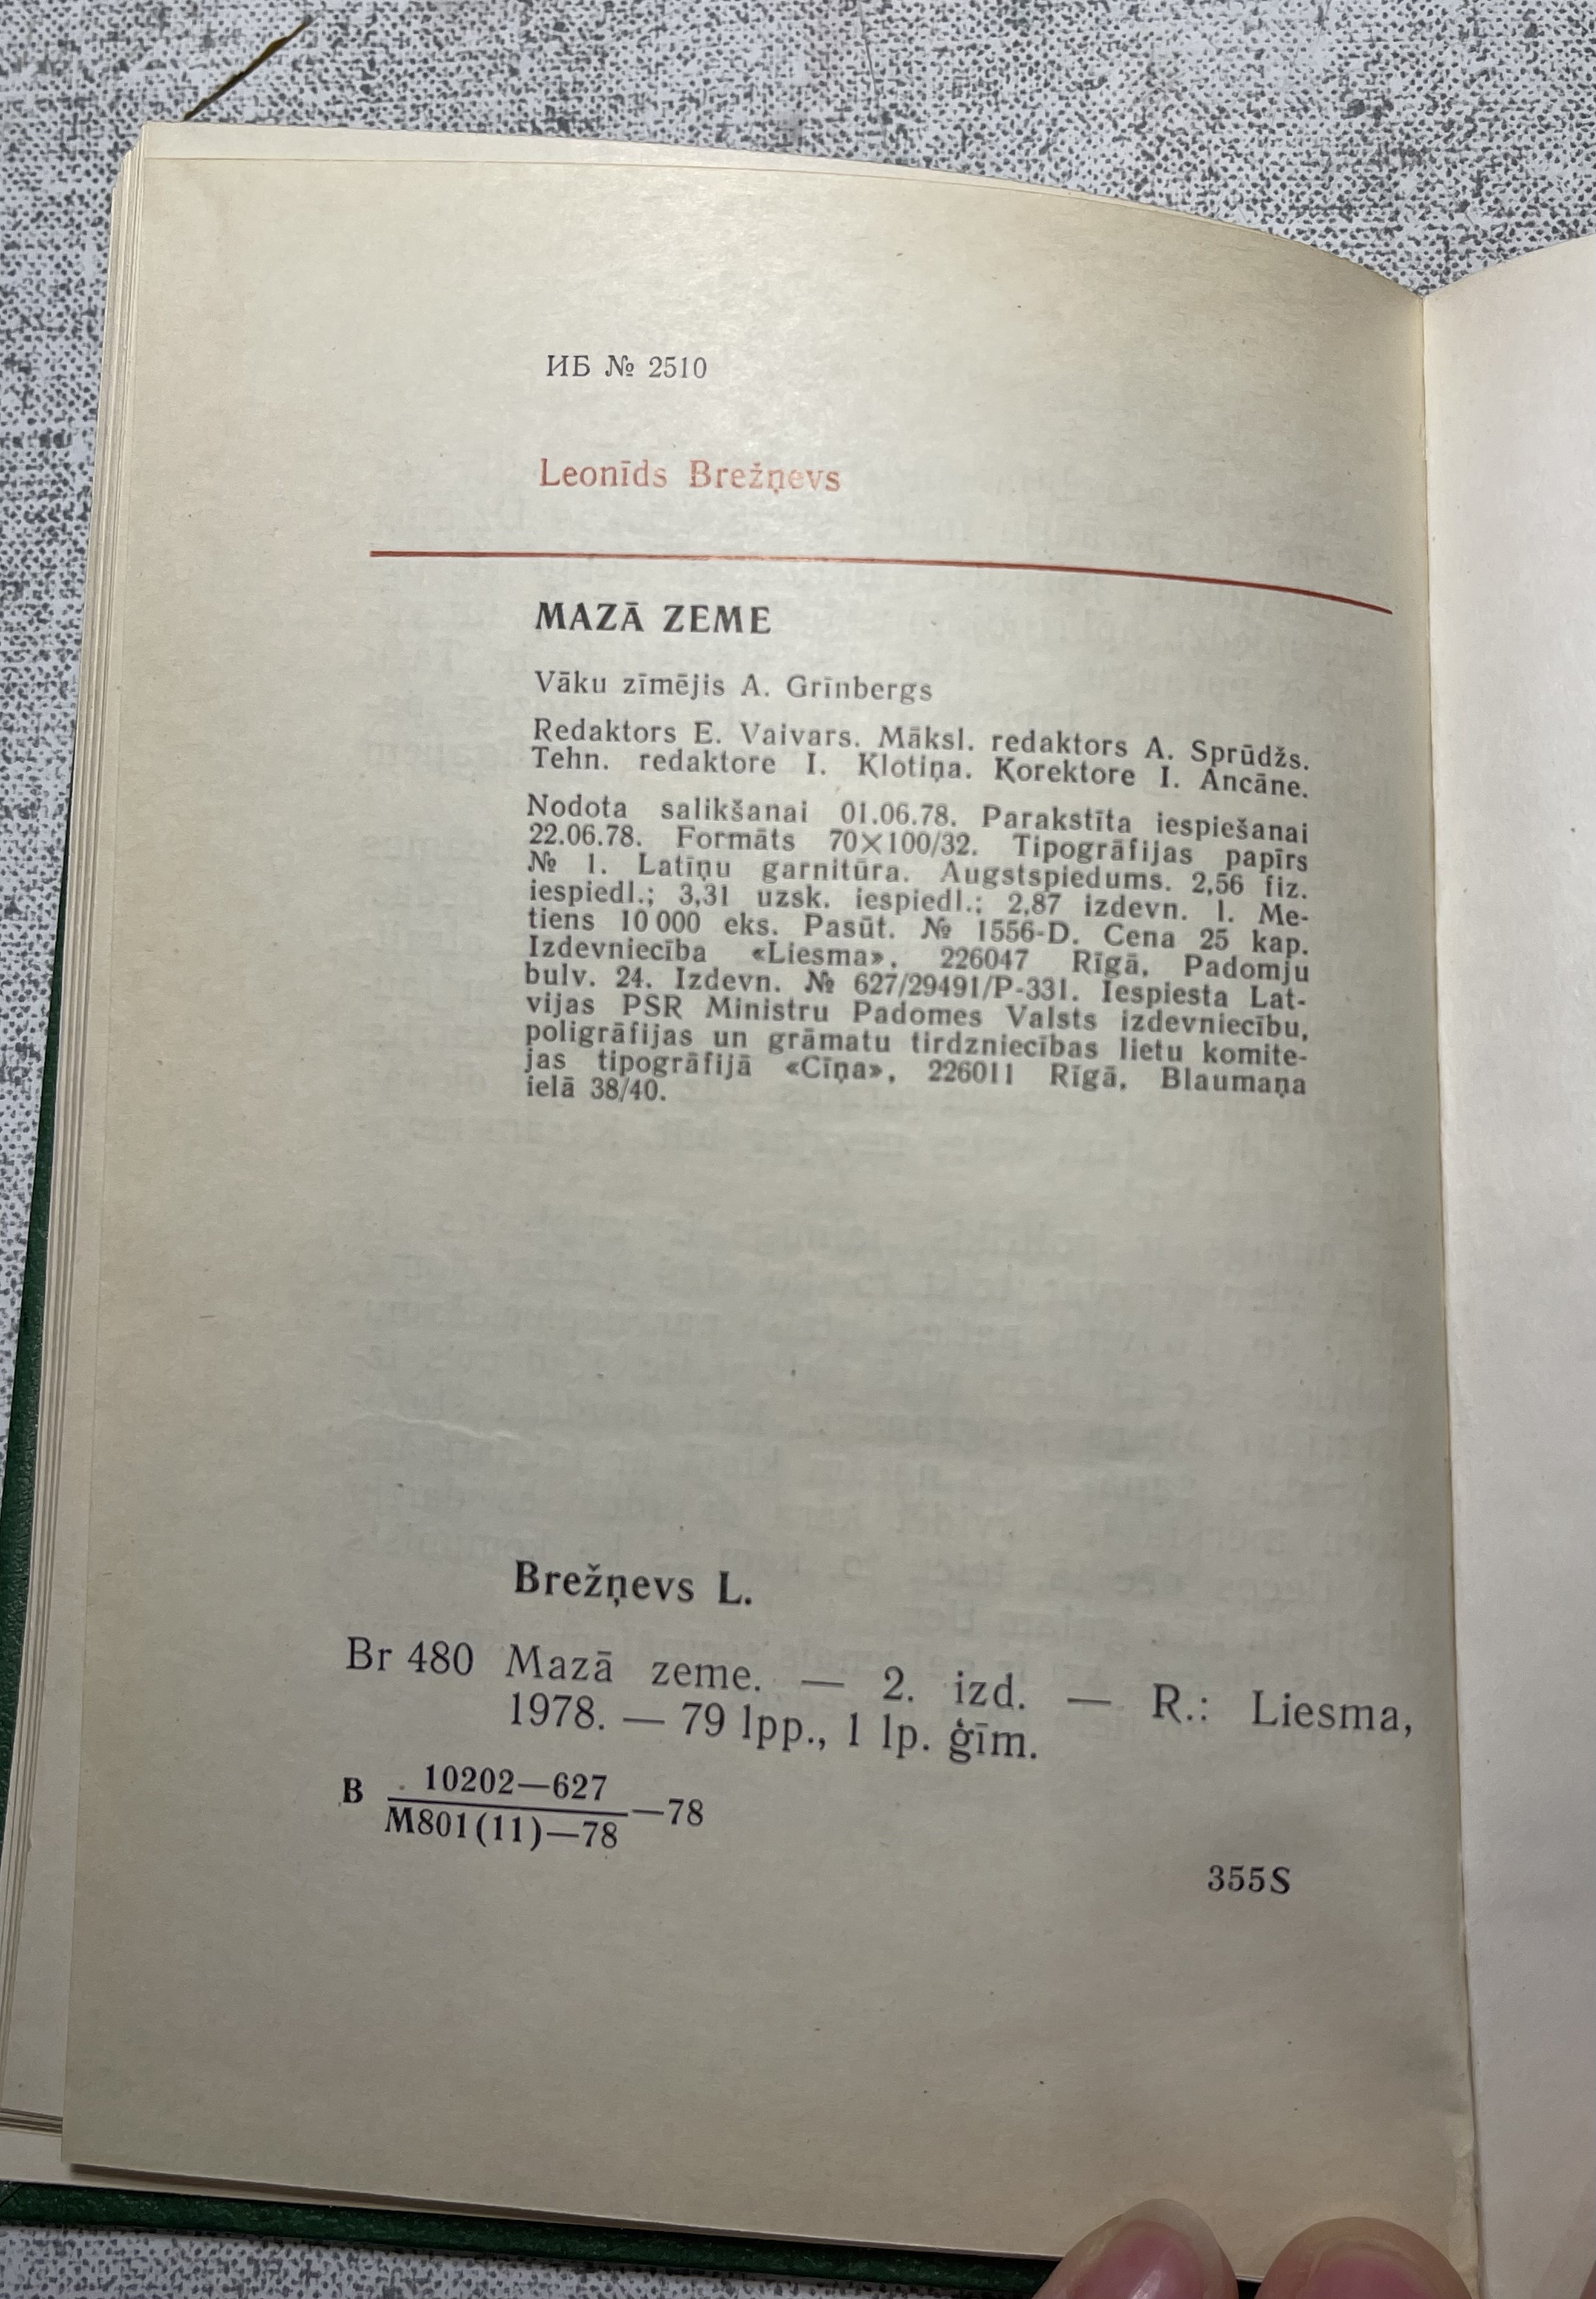 ИБ № 2510
Leonīds Brežņevs
MAZĀ ZEME
Vāku zīmējis A. Grīnbergs
Redaktors E. Vaivars. Māksl. redaktors A. Sprūdžs.
Tehn. redaktore I. Klotiņa. Korektore I. Ancāne.
Nodota salikšanai 01.06.78. Parakstīta iespiešanai
22.06.78. Formāts 70×100/32. Tipogrāfijas papīrs
№ 1. Latīņu garnitūra. Augstspiedums. 2,56 fiz.
iespiedl.; 3,31 uzsk. iespiedl.; 2,87 izdevn. l. Me-
tiens 10 000 eks. Pasūt. № 1556-D. Cena 25 kap.
Izdevniecība «Liesma», 226047 Rīgā, Padomju
bulv. 24. Izdevn. № 627/29491/P-331. Iespiesta Lat-
vijas PSR Ministru Padomes Valsts izdevniecību,
poligrāfijas un grāmatu tirdzniecības lietu komite-
jas tipogrāfijā «Cīņa», 226011 Rīgā, Blaumaņa
ielā 38/40.
Brežņevs L.
Br 480 Mazā zeme. — 2. izd. — R.: Liesma,
1978. — 79 lpp., 1 lp. ģīm.
B 10202—627
M801(11)—78 —78
355S